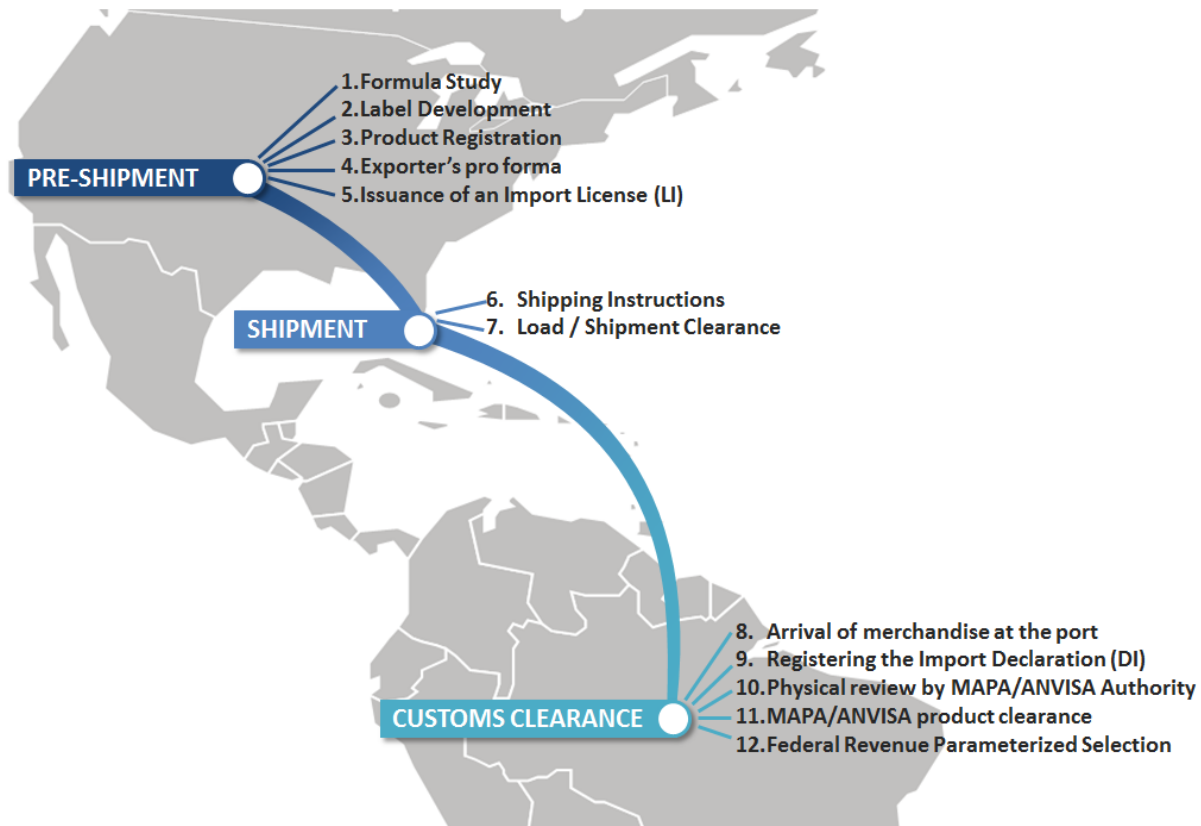 1.Formula Study
2.Label Development
3.Product Registration
4.Exporter's pro forma
5.Issuance of an Import License (LI)
PRE-SHIPMENT
6. Shipping Instructions
7. Load / Shipment Clearance
SHIPMENT
8. Arrival of merchandise at the port
9. Registering the Import Declaration (DI)
10.Physical review by MAPA/ANVISA Authority
11.MAPA/ANVISA product clearance
12.Federal Revenue Parameterized Selection
CUSTOMS CLEARANCE